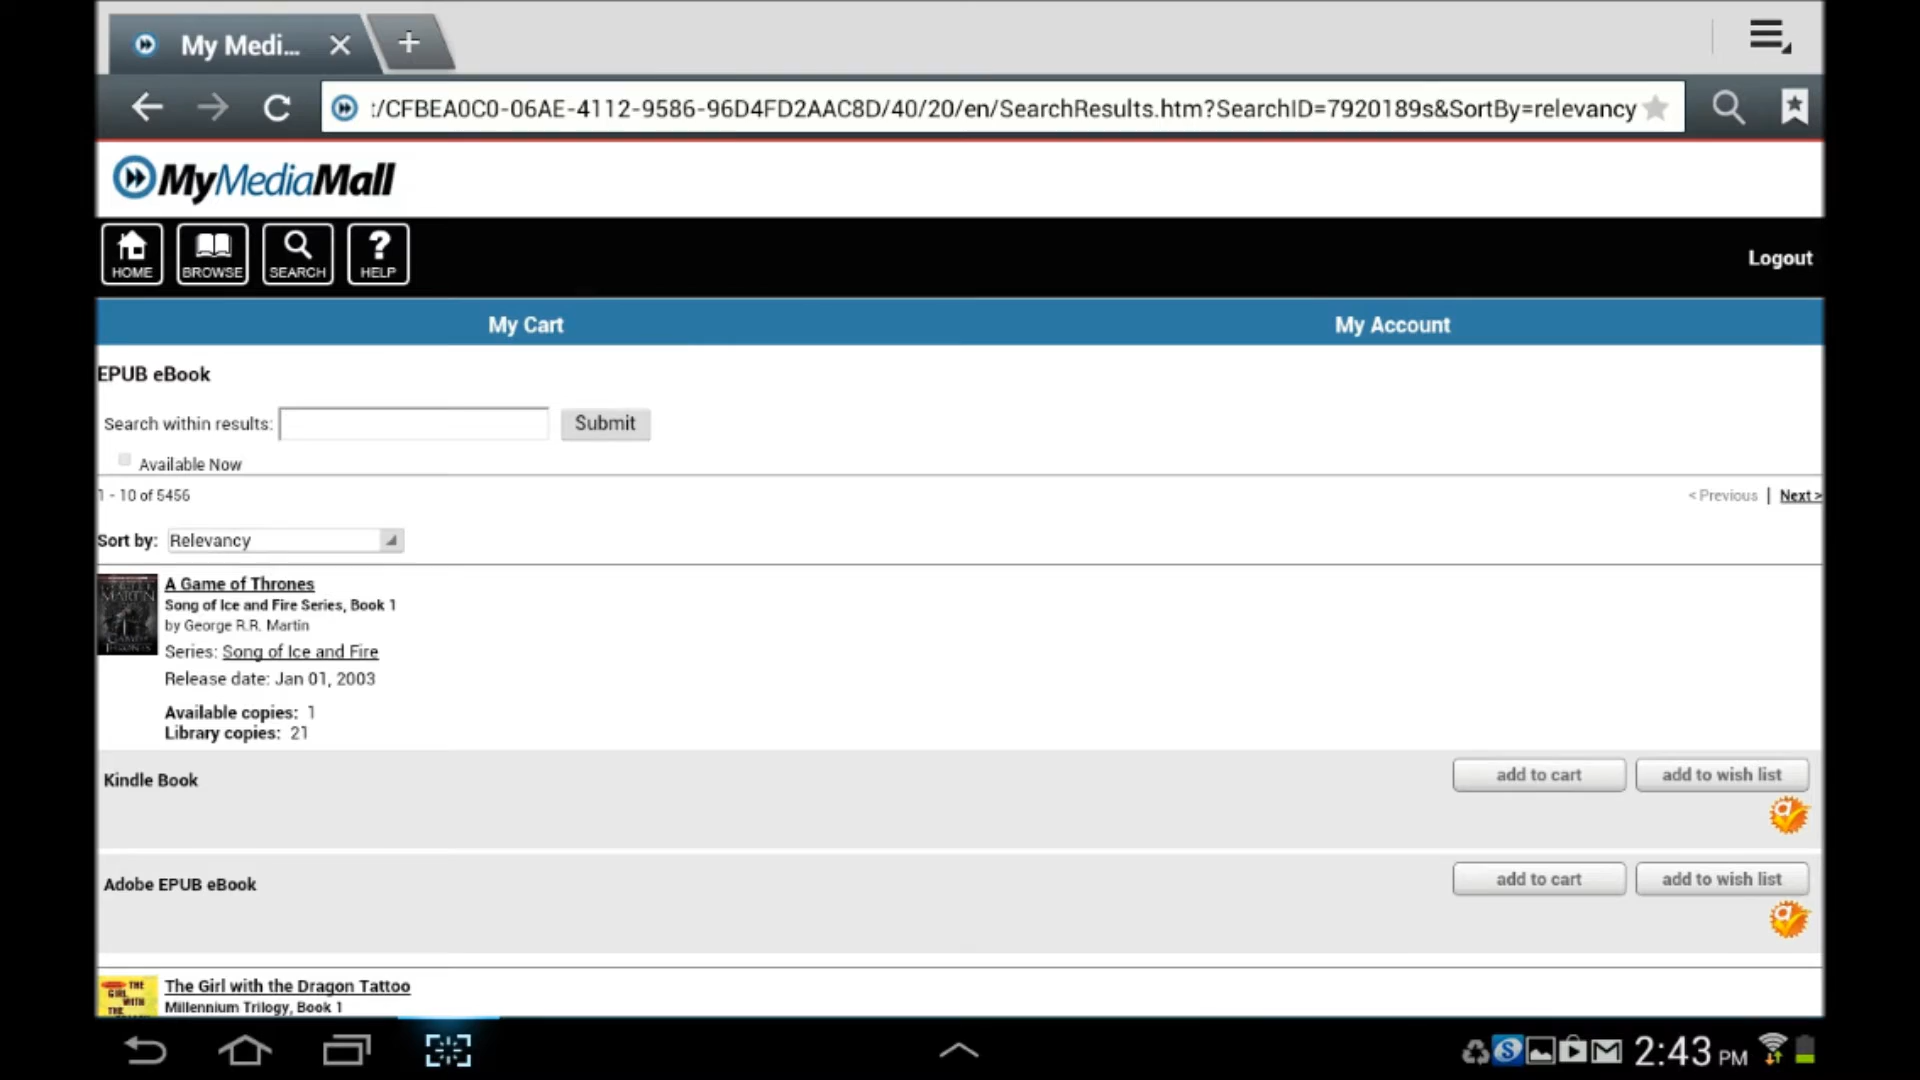 My Medi...
:/CFBEA0C0-06AE-4112-9586-96D4FD2AAC8D/40/20/en/SearchResults.htm?SearchID=7920189s&SortBy=relevancy
MyMediaMall
HOME BROWSE SEARCH HELP
Logout
My Cart My Account
EPUB eBook
Search within results: Submit
Available Now
1 - 10 of 5456 < Previous | Next >
Sort by: Relevancy
A Game of Thrones
Song of Ice and Fire Series, Book 1
by George R.R. Martin
Series: Song of Ice and Fire
Release date: Jan 01, 2003
Available copies: 1
Library copies: 21
MARTIN
Kindle Book add to cart add to wish list
Adobe EPUB eBook add to cart add to wish list
The Girl with the Dragon Tattoo
Millennium Trilogy, Book 1
THE
GIRL
WITH
THE
2:43 PM